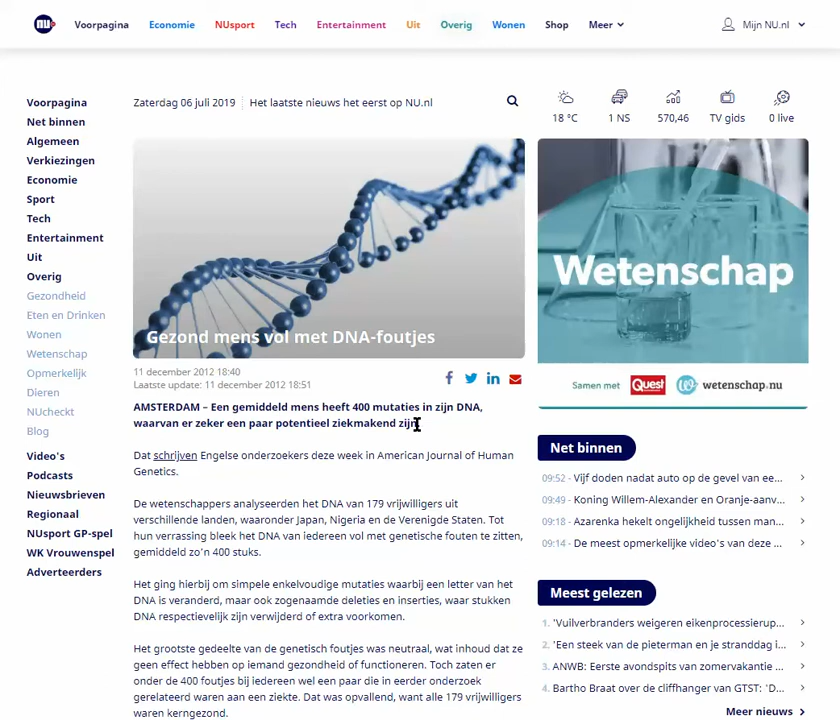 nu
Voorpagina Economie NUsport Tech Entertainment Uit Overig Wonen Shop Meer Mijn NU.nl
Voorpagina
Net binnen
Algemeen
Verkiezingen
Economie
Sport
Tech
Entertainment
Uit
Overig
Gezondheid
Eten en Drinken
Wonen
Wetenschap
Opmerkelijk
Dieren
NUcheckt
Blog
Video's
Podcasts
Nieuwsbrieven
Regionaal
NUsport GP-spel
WK Vrouwenspel
Adverteerders
Zaterdag 06 juli 2019 Het laatste nieuws het eerst op NU.nl
Gezond mens vol met DNA-foutjes
11 december 2012 18:40
Laatste update: 11 december 2012 18:51
AMSTERDAM – Een gemiddeld mens heeft 400 mutaties in zijn DNA,
waarvan er zeker een paar potentieel ziekmakend zijn
Dat schrijven Engelse onderzoekers deze week in American Journal of Human
Genetics.
De wetenschappers analyseerden het DNA van 179 vrijwilligers uit
verschillende landen, waaronder Japan, Nigeria en de Verenigde Staten. Tot
hun verrassing bleek het DNA van iedereen vol met genetische fouten te zitten,
gemiddeld zo'n 400 stuks.
Het ging hierbij om simpele enkelvoudige mutaties waarbij een letter van het
DNA is veranderd, maar ook zogenaamde deleties en inserties, waar stukken
DNA respectievelijk zijn verwijderd of extra voorkomen.
Het grootste gedeelte van de genetisch foutjes was neutraal, wat inhoud dat ze
geen effect hebben op iemand gezondheid of functioneren. Toch zaten er
onder de 400 foutjes bij iedereen wel een paar die in eerder onderzoek
gerelateerd waren aan een ziekte. Dat was opvallend, want alle 179 vrijwilligers
waren kerngezond.
18 °C 1 NS 570,46 TV gids 0 live
Wetenschap
Samen met Quest wetenschap.nu
Net binnen
09:52 - Vijf doden nadat auto op de gevel van ee...
09:49 - Koning Willem-Alexander en Oranje-aanv...
09:18 - Azarenka hekelt ongelijkheid tussen man...
09:14 - De meest opmerkelijke video's van deze ...
Meest gelezen
1. 'Vuilverbranders weigeren eikenprocessierup...
2. 'Een steek van de pieterman en je stranddag i...
3. ANWB: Eerste avondspits van zomervakantie ...
4. Bartho Braat over de cliffhanger van GTST: 'D...
Meer nieuws